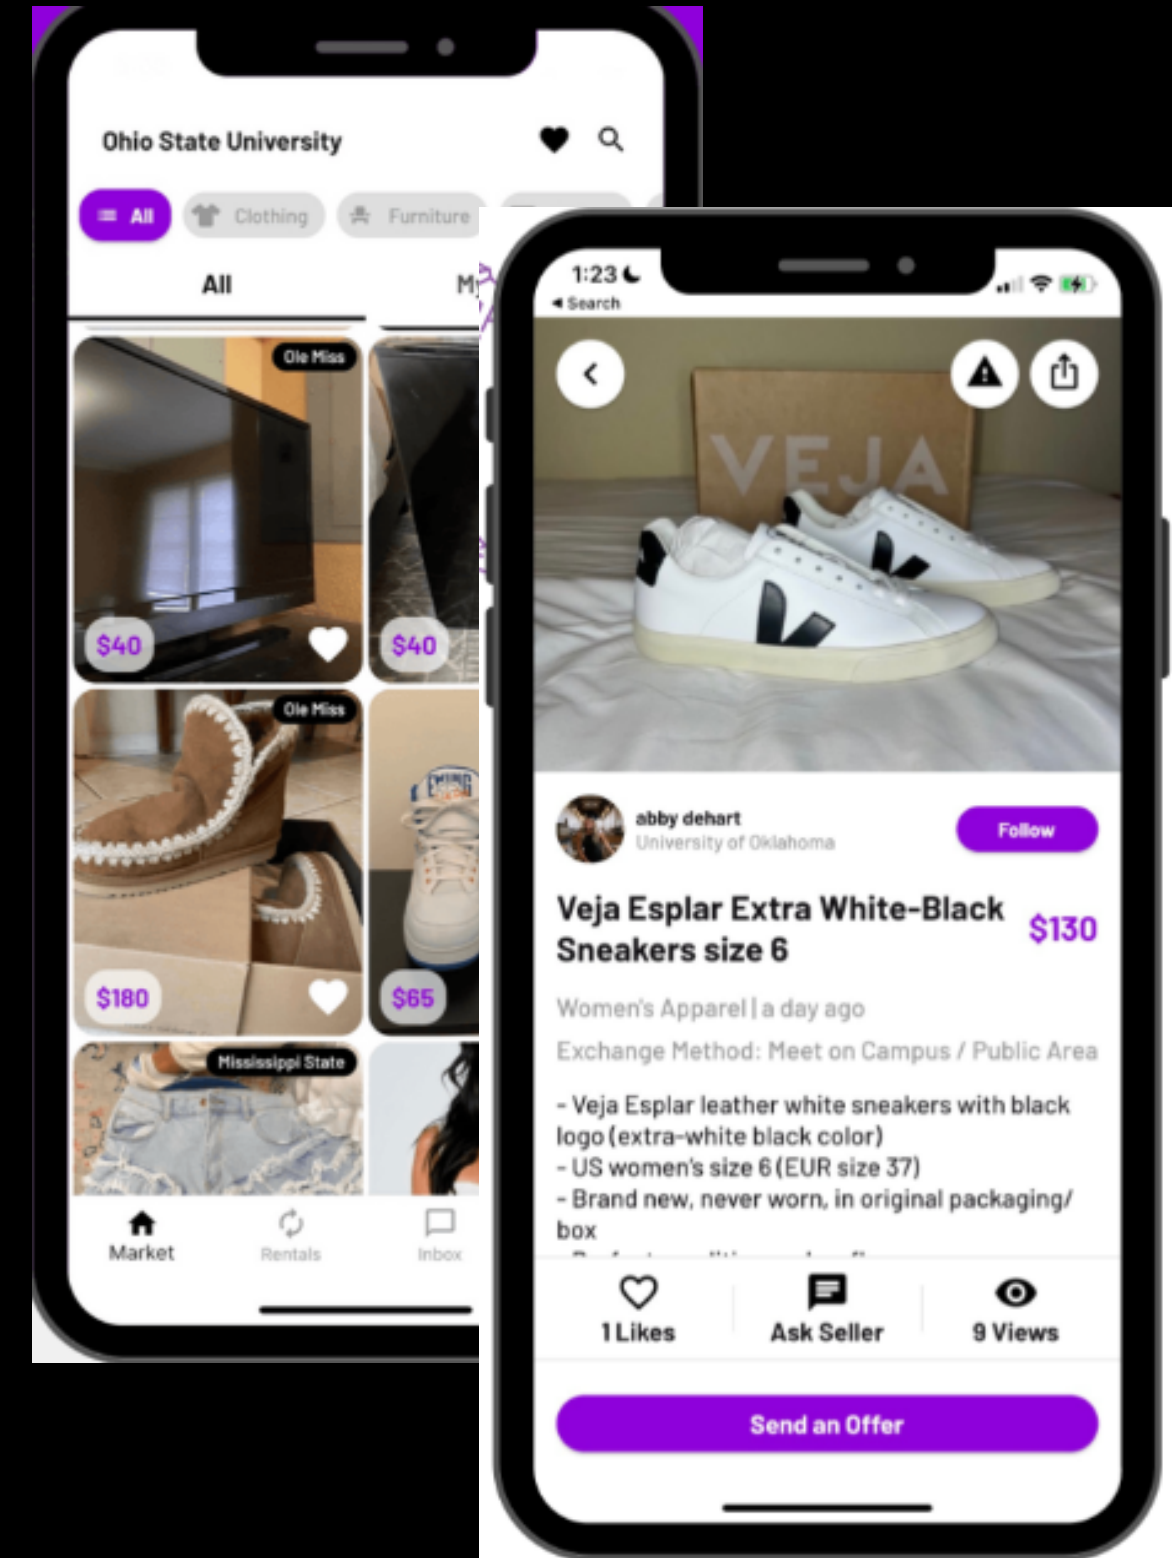 Ohio State University
All
Clothing
Furniture
All
Ole Miss
$40
$40
Ole Miss
$180
$65
Mississippi State
Market
Rentals
Inbox
1:23
Search
VEJA
abby dehart
University of Oklahoma
Follow
Veja Esplar Extra White-Black
Sneakers size 6
$130
Women's Apparel | a day ago
Exchange Method: Meet on Campus / Public Area
- Veja Esplar leather white sneakers with black
logo (extra-white black color)
- US women's size 6 (EUR size 37)
- Brand new, never worn, in original packaging/
box
1 Likes
Ask Seller
9 Views
Send an Offer